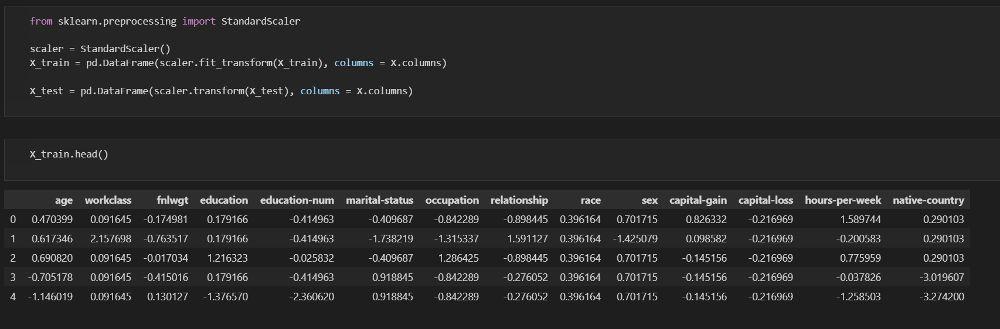 from sklearn.preprocessing import StandardScaler
scaler = StandardScaler()
X_train = pd.DataFrame(scaler.fit_transform(X_train), columns = X.columns)
X_test = pd.DataFrame(scaler.transform(X_test), columns = X.columns)
X_train.head()
age workclass fnlwgt education education-num marital-status occupation relationship race sex capital-gain capital-loss hours-per-week native-country
0 0.470399 0.091645 -0.174981 0.179166 -0.414963 -0.409687 -0.842289 -0.898445 0.396164 0.701715 0.826332 -0.216969 1.589744 0.290103
1 0.617346 2.157698 -0.763517 0.179166 -0.414963 -1.738219 -1.315337 1.591127 0.396164 -1.425079 0.098582 -0.216969 -0.200583 0.290103
2 0.690820 0.091645 -0.017034 1.216323 -0.025832 -0.409687 1.286425 -0.898445 0.396164 0.701715 -0.145156 -0.216969 0.775959 0.290103
3 -0.705178 0.091645 -0.415016 0.179166 -0.414963 0.918845 -0.842289 -0.276052 0.396164 0.701715 -0.145156 -0.216969 -0.037826 -3.019607
4 -1.146019 0.091645 0.130127 -1.376570 -2.360620 0.918845 -0.842289 -0.276052 0.396164 0.701715 -0.145156 -0.216969 -1.258503 -3.274200